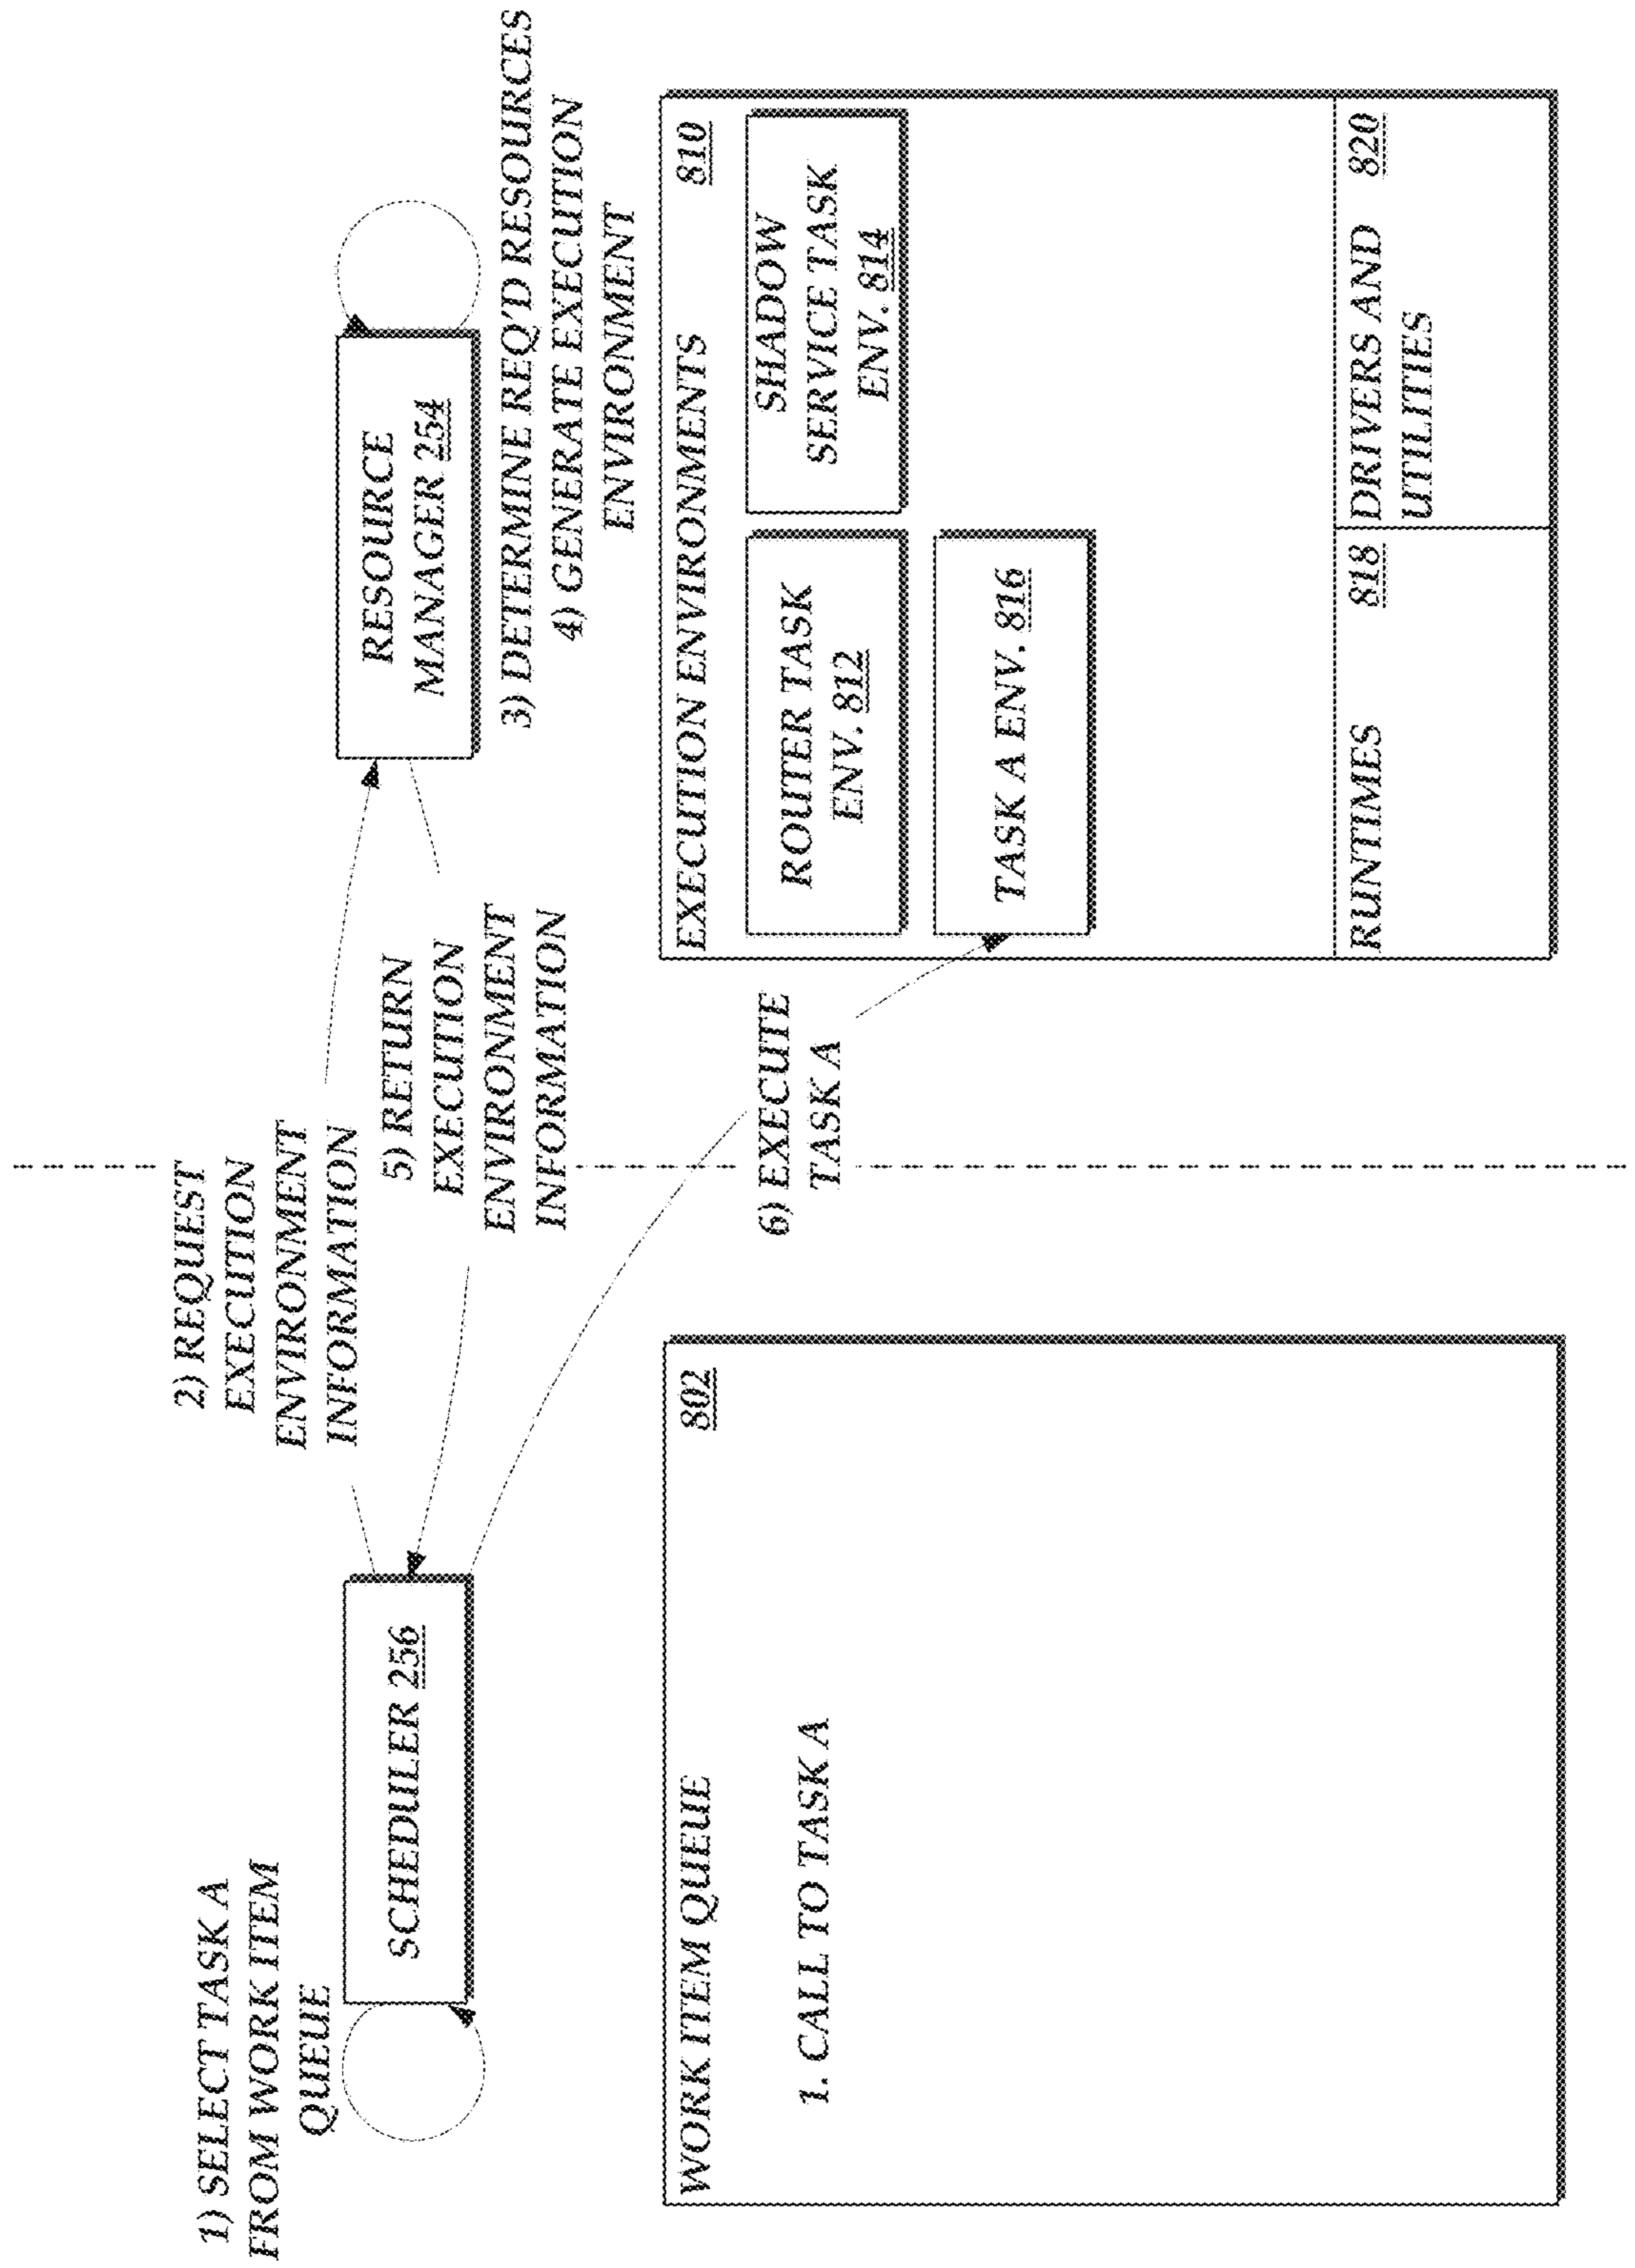 1) SELECT TASK A
FROM WORK ITEM
QUEUE
SCHEDULER 256
2) REQUEST
EXECUTION
ENVIRONMENT
INFORMATION
5) RETURN
EXECUTION
ENVIRONMENT
INFORMATION
RESOURCE
MANAGER 254
3) DETERMINE REQ'D RESOURCES
4) GENERATE EXECUTION
ENVIRONMENT
6) EXECUTE
TASK A
WORK ITEM QUEUE 802
1. CALL TO TASK A
EXECUTION ENVIRONMENTS 810
ROUTER TASK
ENV. 812
SHADOW
SERVICE TASK
ENV. 814
TASK A ENV. 816
RUNTIMES 818
DRIVERS AND 820
UTILITIES